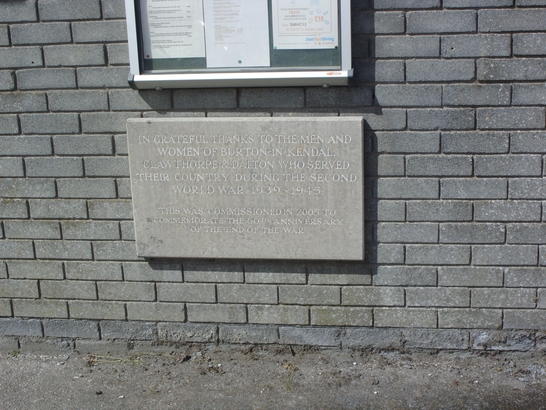 IN GRATEFUL THANKS TO THE MEN AND
WOMEN OF BURTON-IN-KENDAL,
CLAWTHORPE & DALTON WHO SERVED
THEIR COUNTRY DURING THE SECOND
WORLD WAR 1939 - 1945
THIS WAS COMMISSIONED IN 2005 TO
COMMEMORATE THE 60TH ANNIVERSARY
OF THE END OF THE WAR